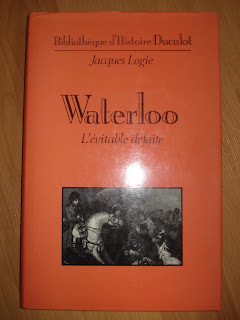 Bibliothèque d'Histoire Duculot
Jacques Logie
Waterloo
L'évitable défaite